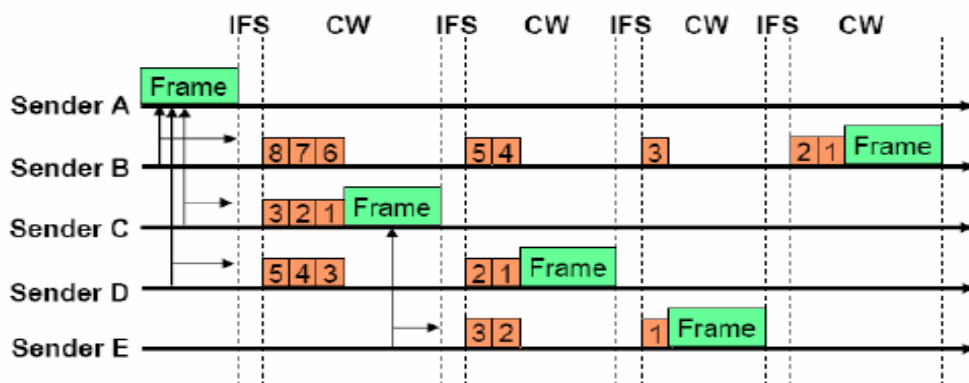 IFS CW IFS CW IFS CW IFS CW
Frame
Sender A
8 7 6 5 4 3 2 1 Frame
Sender B
3 2 1 Frame
Sender C
5 4 3 2 1 Frame
Sender D
3 2 1 Frame
Sender E